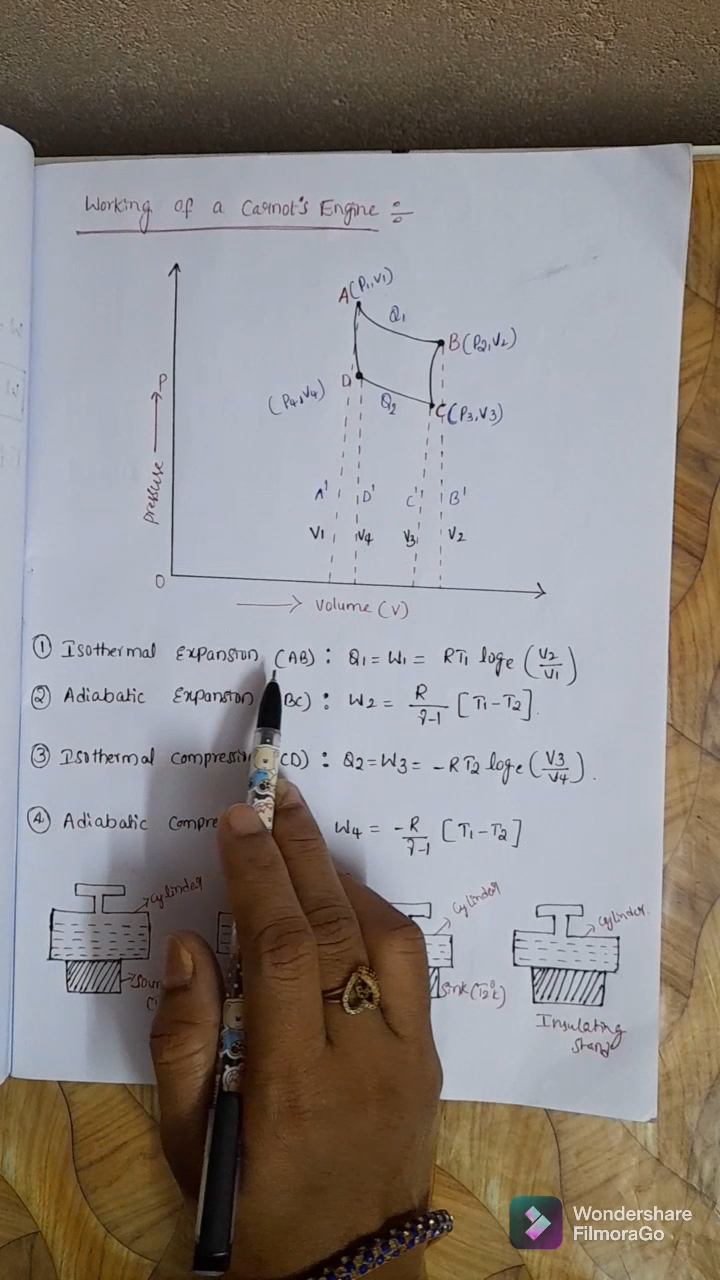 Working of a Carnot's Engine ÷
A(P1,V1)
Q1
B(P2,V2)
P
D
(P4,V4)
Q2
C(P3,V3)
Pressure
A' D' C' B'
V1 V4 V3 V2
O
Volume (V)
① Isothermal Expansion (AB) : Q1 = W1 = RT1 loge (V2/V1)
② Adiabatic Expansion BC) : W2 = R/γ-1 [T1-T2].
③ Isothermal CD) : Q2 = W3 = -RT2 loge (V3/V4).
④ Adiabatic W4 = -R/γ-1 [T1-T2]
cylinder
cylinder
cylinder.
sink (T2°K)
Insulating
stand
Wondershare
FilmoraGo